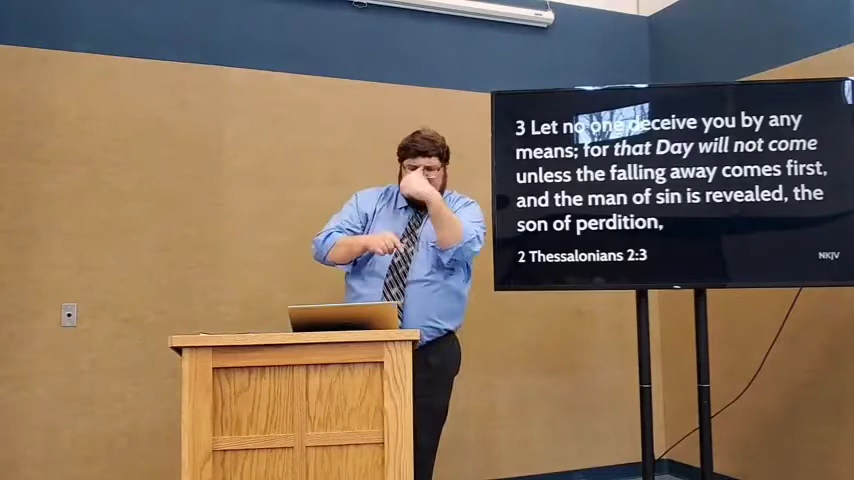 3 Let no one deceive you by any
means; for that Day will not come
unless the falling away comes first,
and the man of sin is revealed, the
son of perdition,
2 Thessalonians 2:3
NKJV